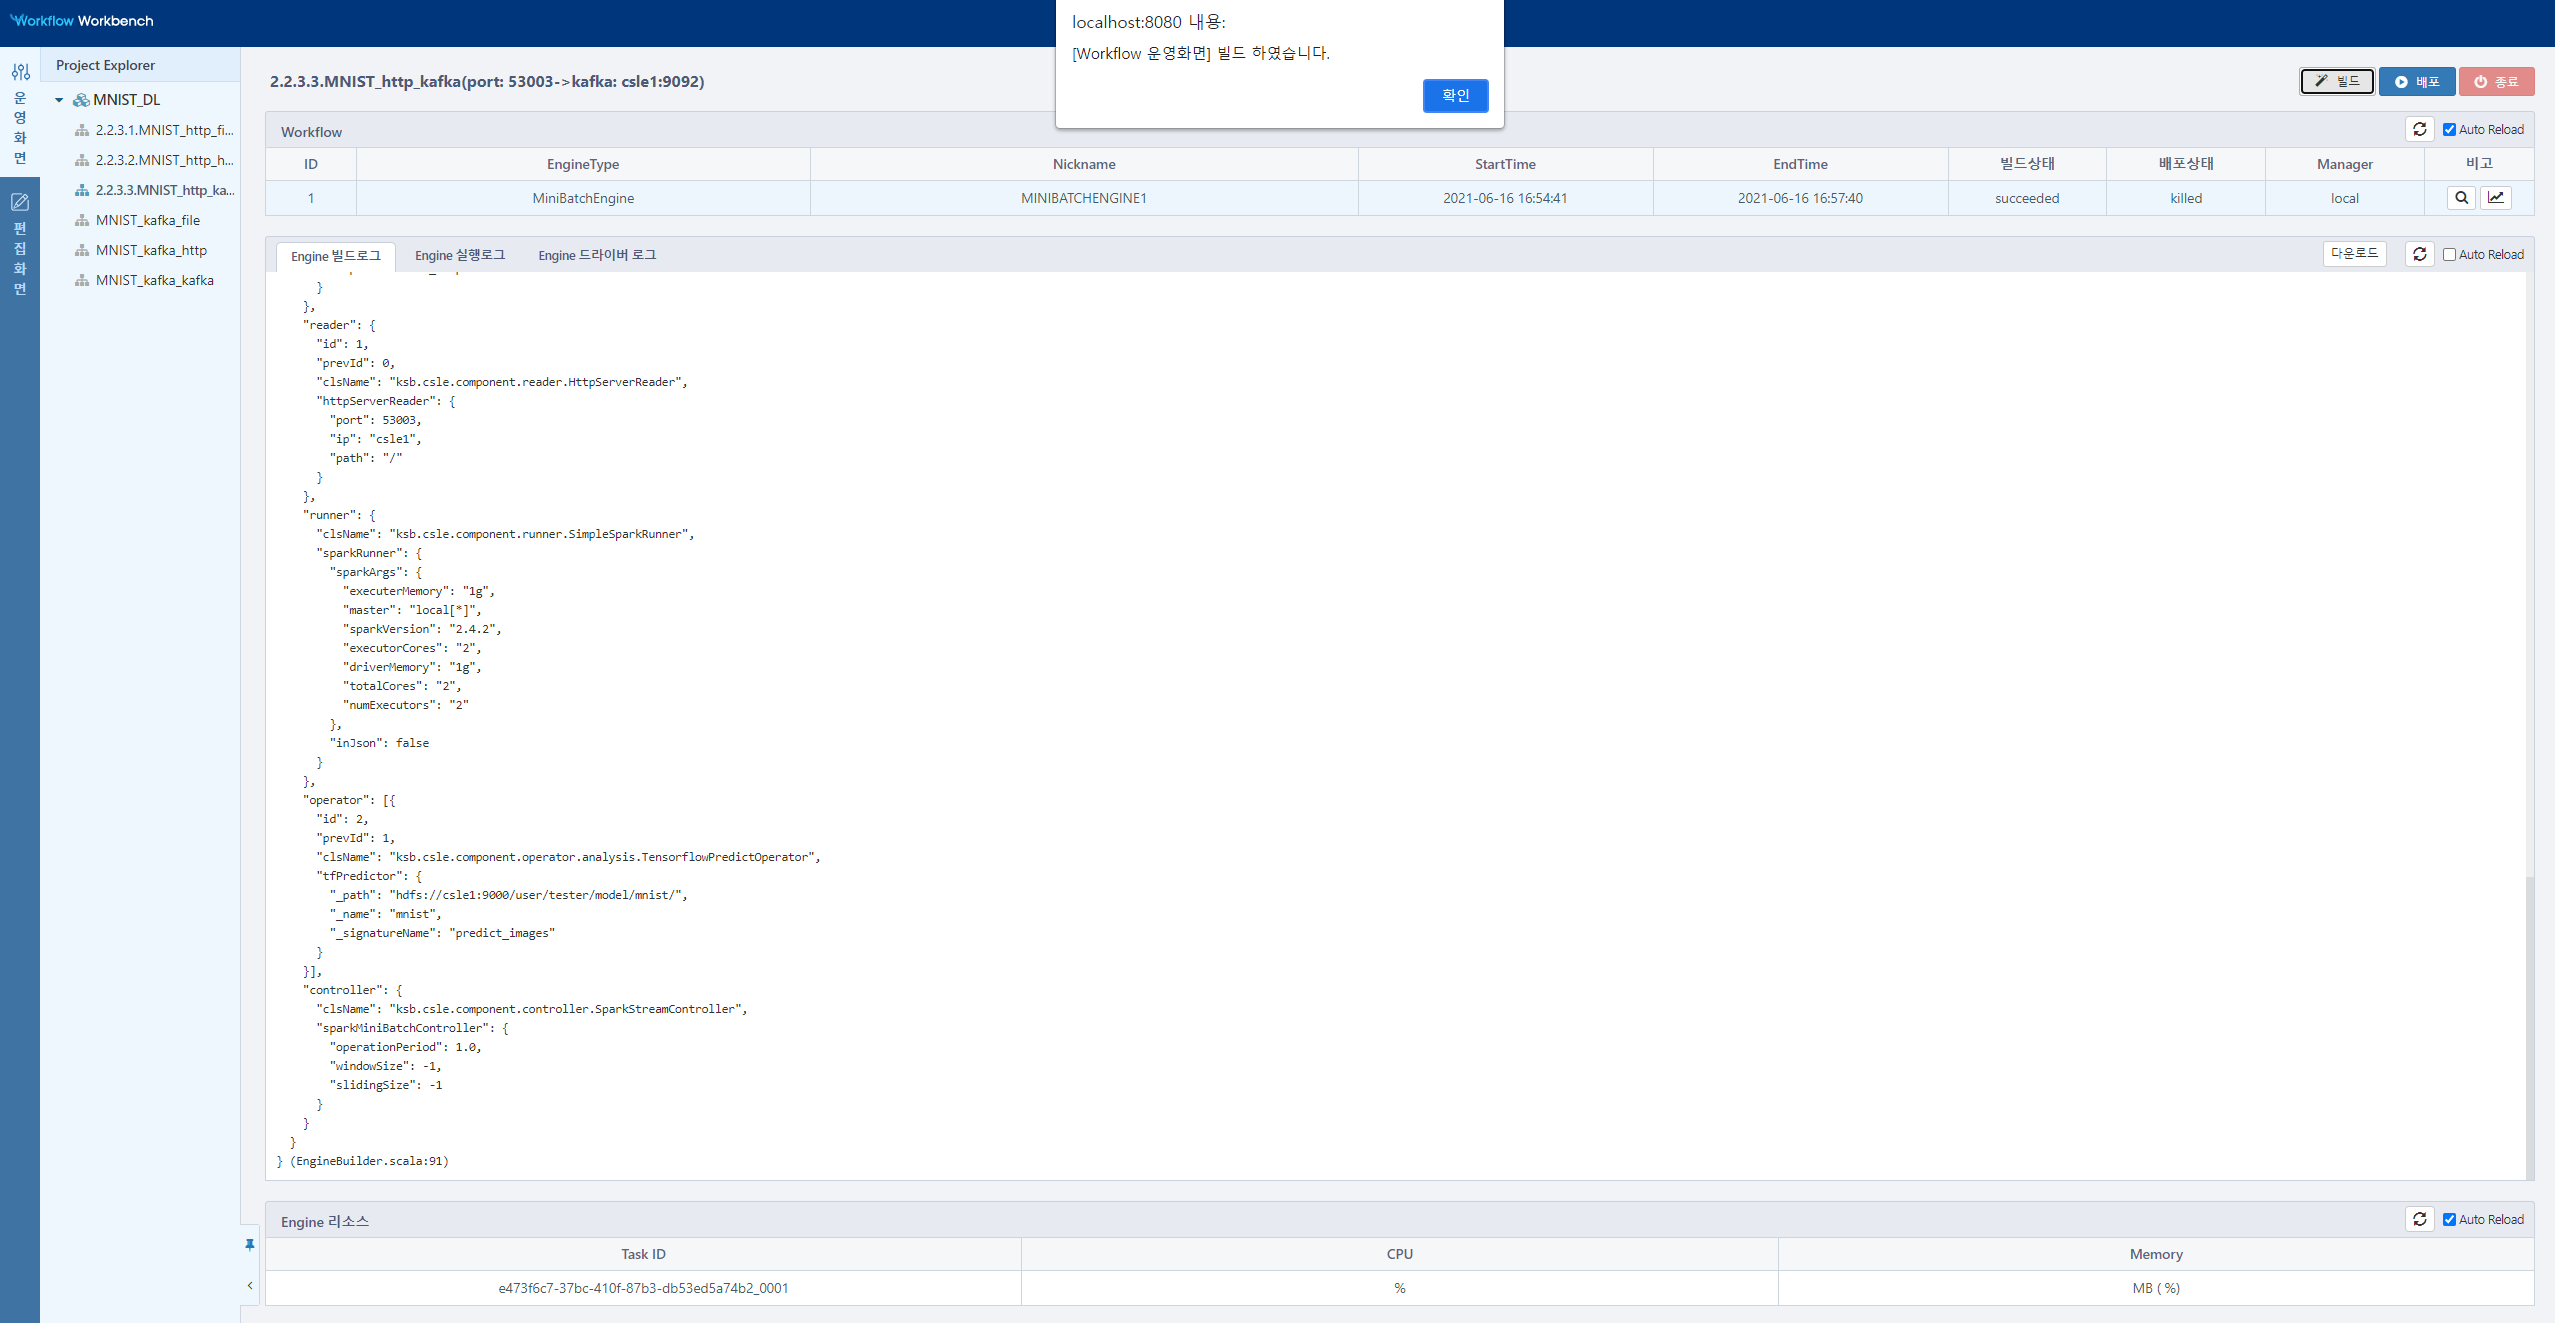 Workflow Workbench
localhost:8080 내용:
[Workflow 운영화면] 빌드 하였습니다.
확인
운영화면
편집화면
Project Explorer
MNIST_DL
2.2.3.1.MNIST_http_fi...
2.2.3.2.MNIST_http_h...
2.2.3.3.MNIST_http_ka...
MNIST_kafka_file
MNIST_kafka_http
MNIST_kafka_kafka
2.2.3.3.MNIST_http_kafka(port: 53003->kafka: csle1:9092)
빌드 배포 종료
Workflow Auto Reload
ID EngineType Nickname StartTime EndTime 빌드상태 배포상태 Manager 비고
1 MiniBatchEngine MINIBATCHENGINE1 2021-06-16 16:54:41 2021-06-16 16:57:40 succeeded killed local
Engine 빌드로그 Engine 실행로그 Engine 드라이버 로그 다운로드 Auto Reload
}
},
"reader": {
"id": 1,
"prevId": 0,
"clsName": "ksb.csle.component.reader.HttpServerReader",
"httpServerReader": {
"port": 53003,
"ip": "csle1",
"path": "/"
}
},
"runner": {
"clsName": "ksb.csle.component.runner.SimpleSparkRunner",
"sparkRunner": {
"sparkArgs": {
"executerMemory": "1g",
"master": "local[*]",
"sparkVersion": "2.4.2",
"executorCores": "2",
"driverMemory": "1g",
"totalCores": "2",
"numExecutors": "2"
},
"inJson": false
}
},
"operator": [{
"id": 2,
"prevId": 1,
"clsName": "ksb.csle.component.operator.analysis.TensorflowPredictOperator",
"tfPredictor": {
"_path": "hdfs://csle1:9000/user/tester/model/mnist/",
"_name": "mnist",
"_signatureName": "predict_images"
}
}],
"controller": {
"clsName": "ksb.csle.component.controller.SparkStreamController",
"sparkMiniBatchController": {
"operationPeriod": 1.0,
"windowSize": -1,
"slidingSize": -1
}
}
}
} (EngineBuilder.scala:91)
Engine 리소스 Auto Reload
Task ID CPU Memory
e473f6c7-37bc-410f-87b3-db53ed5a74b2_0001 % MB ( %)